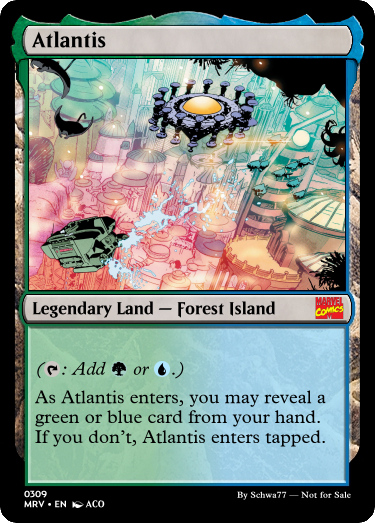 Atlantis
Legendary Land — Forest Island
MARVEL
COMICS
(: Add or .)
As Atlantis enters, you may reveal a
green or blue card from your hand.
If you don't, Atlantis enters tapped.
0309
MRV • EN ACO
By Schwa77 — Not for Sale